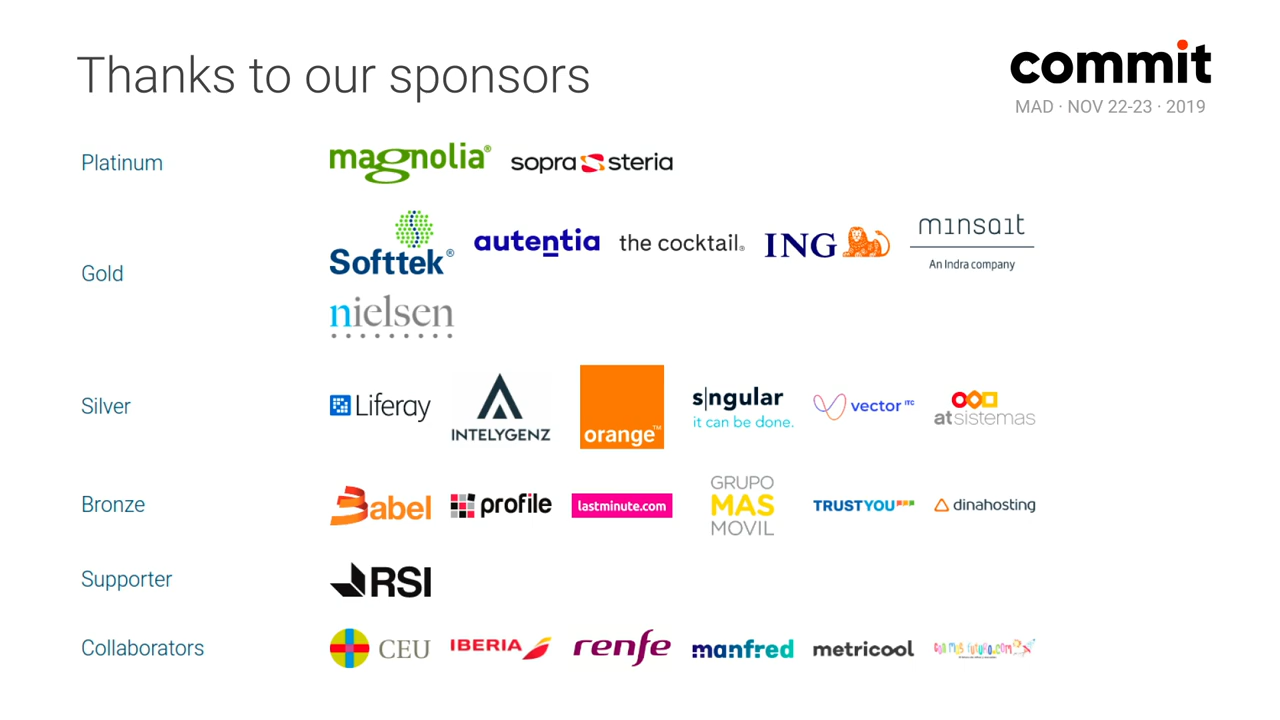 Thanks to our sponsors
commit
MAD · NOV 22-23 · 2019
Platinum
magnolia®
sopra steria
Gold
Softtek®
autentia
the cocktail®
ING
minsait
An Indra company
nielsen
Silver
Liferay
INTELYGENZ
orange™
s|ngular
it can be done.
vector ITC
atsistemas
Bronze
Babel
profile
lastminute.com
GRUPO
MAS
MOVIL
TRUSTYOU
dinahosting
Supporter
RSI
Collaborators
CEU
IBERIA
renfe
manfred
metricool